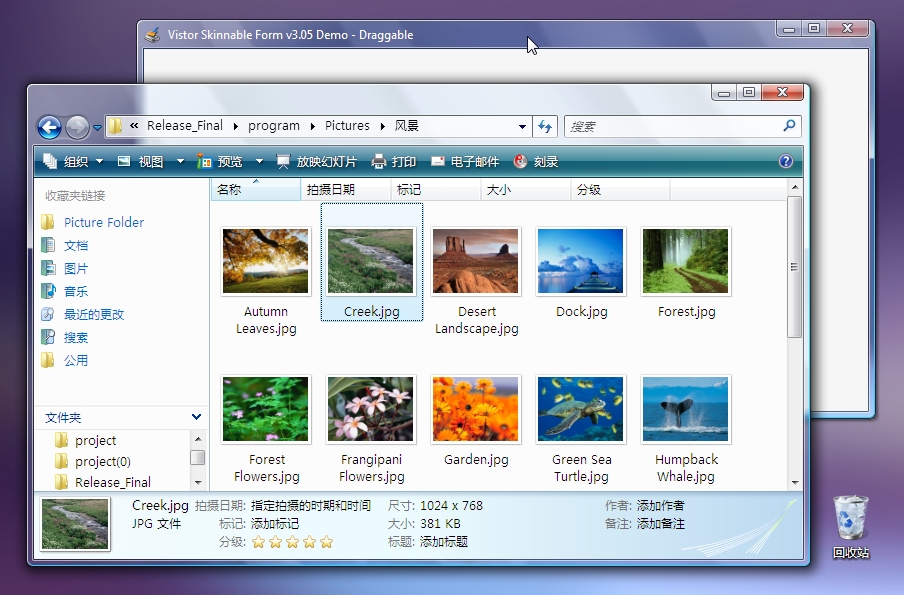 Vistor Skinnable Form v3.05 Demo - Draggable
« Release_Final ▸ program ▸ Pictures ▸ 风景
搜索
组织 视图 预览 放映幻灯片 打印 电子邮件 刻录
收藏夹链接
Picture Folder
文档
图片
音乐
最近的更改
搜索
公用
文件夹
project
project(0)
Release_Final
名称 拍摄日期 标记 大小 分级
Autumn
Leaves.jpg
Creek.jpg
Desert
Landscape.jpg
Dock.jpg
Forest.jpg
Forest
Flowers.jpg
Frangipani
Flowers.jpg
Garden.jpg
Green Sea
Turtle.jpg
Humpback
Whale.jpg
Creek.jpg 拍摄日期: 指定拍摄的时期和时间 尺寸: 1024 x 768 作者: 添加作者
JPG 文件 标记: 添加标记 大小: 381 KB 备注: 添加备注
分级: 标题: 添加标题
回收站